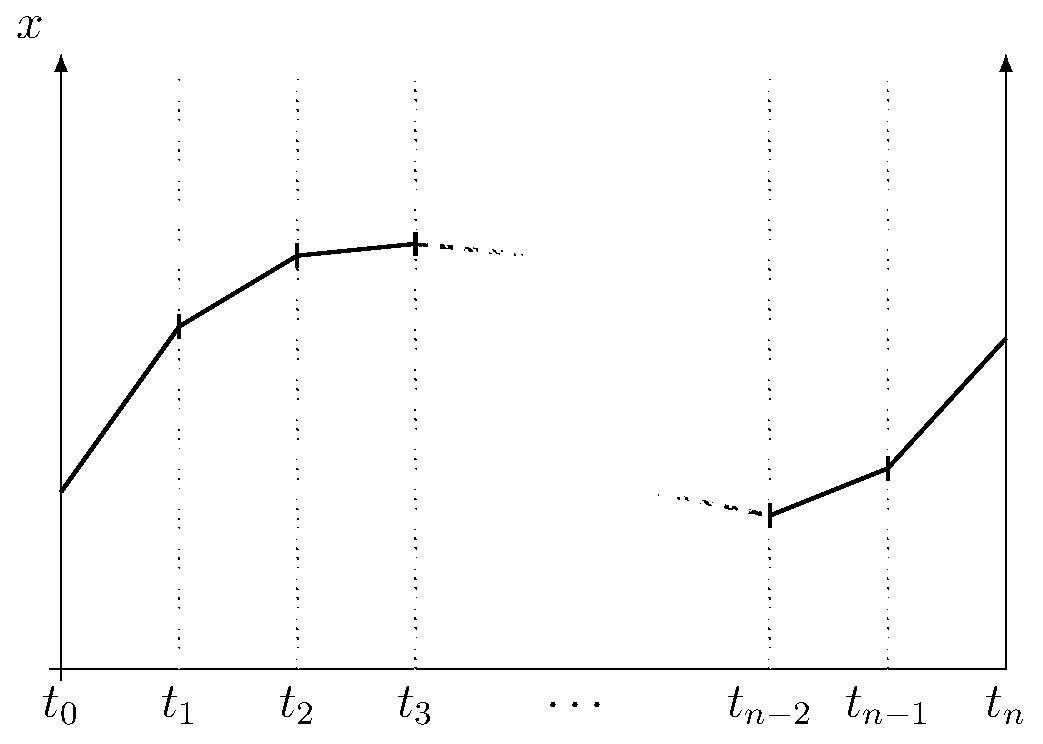 x
t₀ t₁ t₂ t₃ ⋯ tₙ₋₂ tₙ₋₁ tₙ